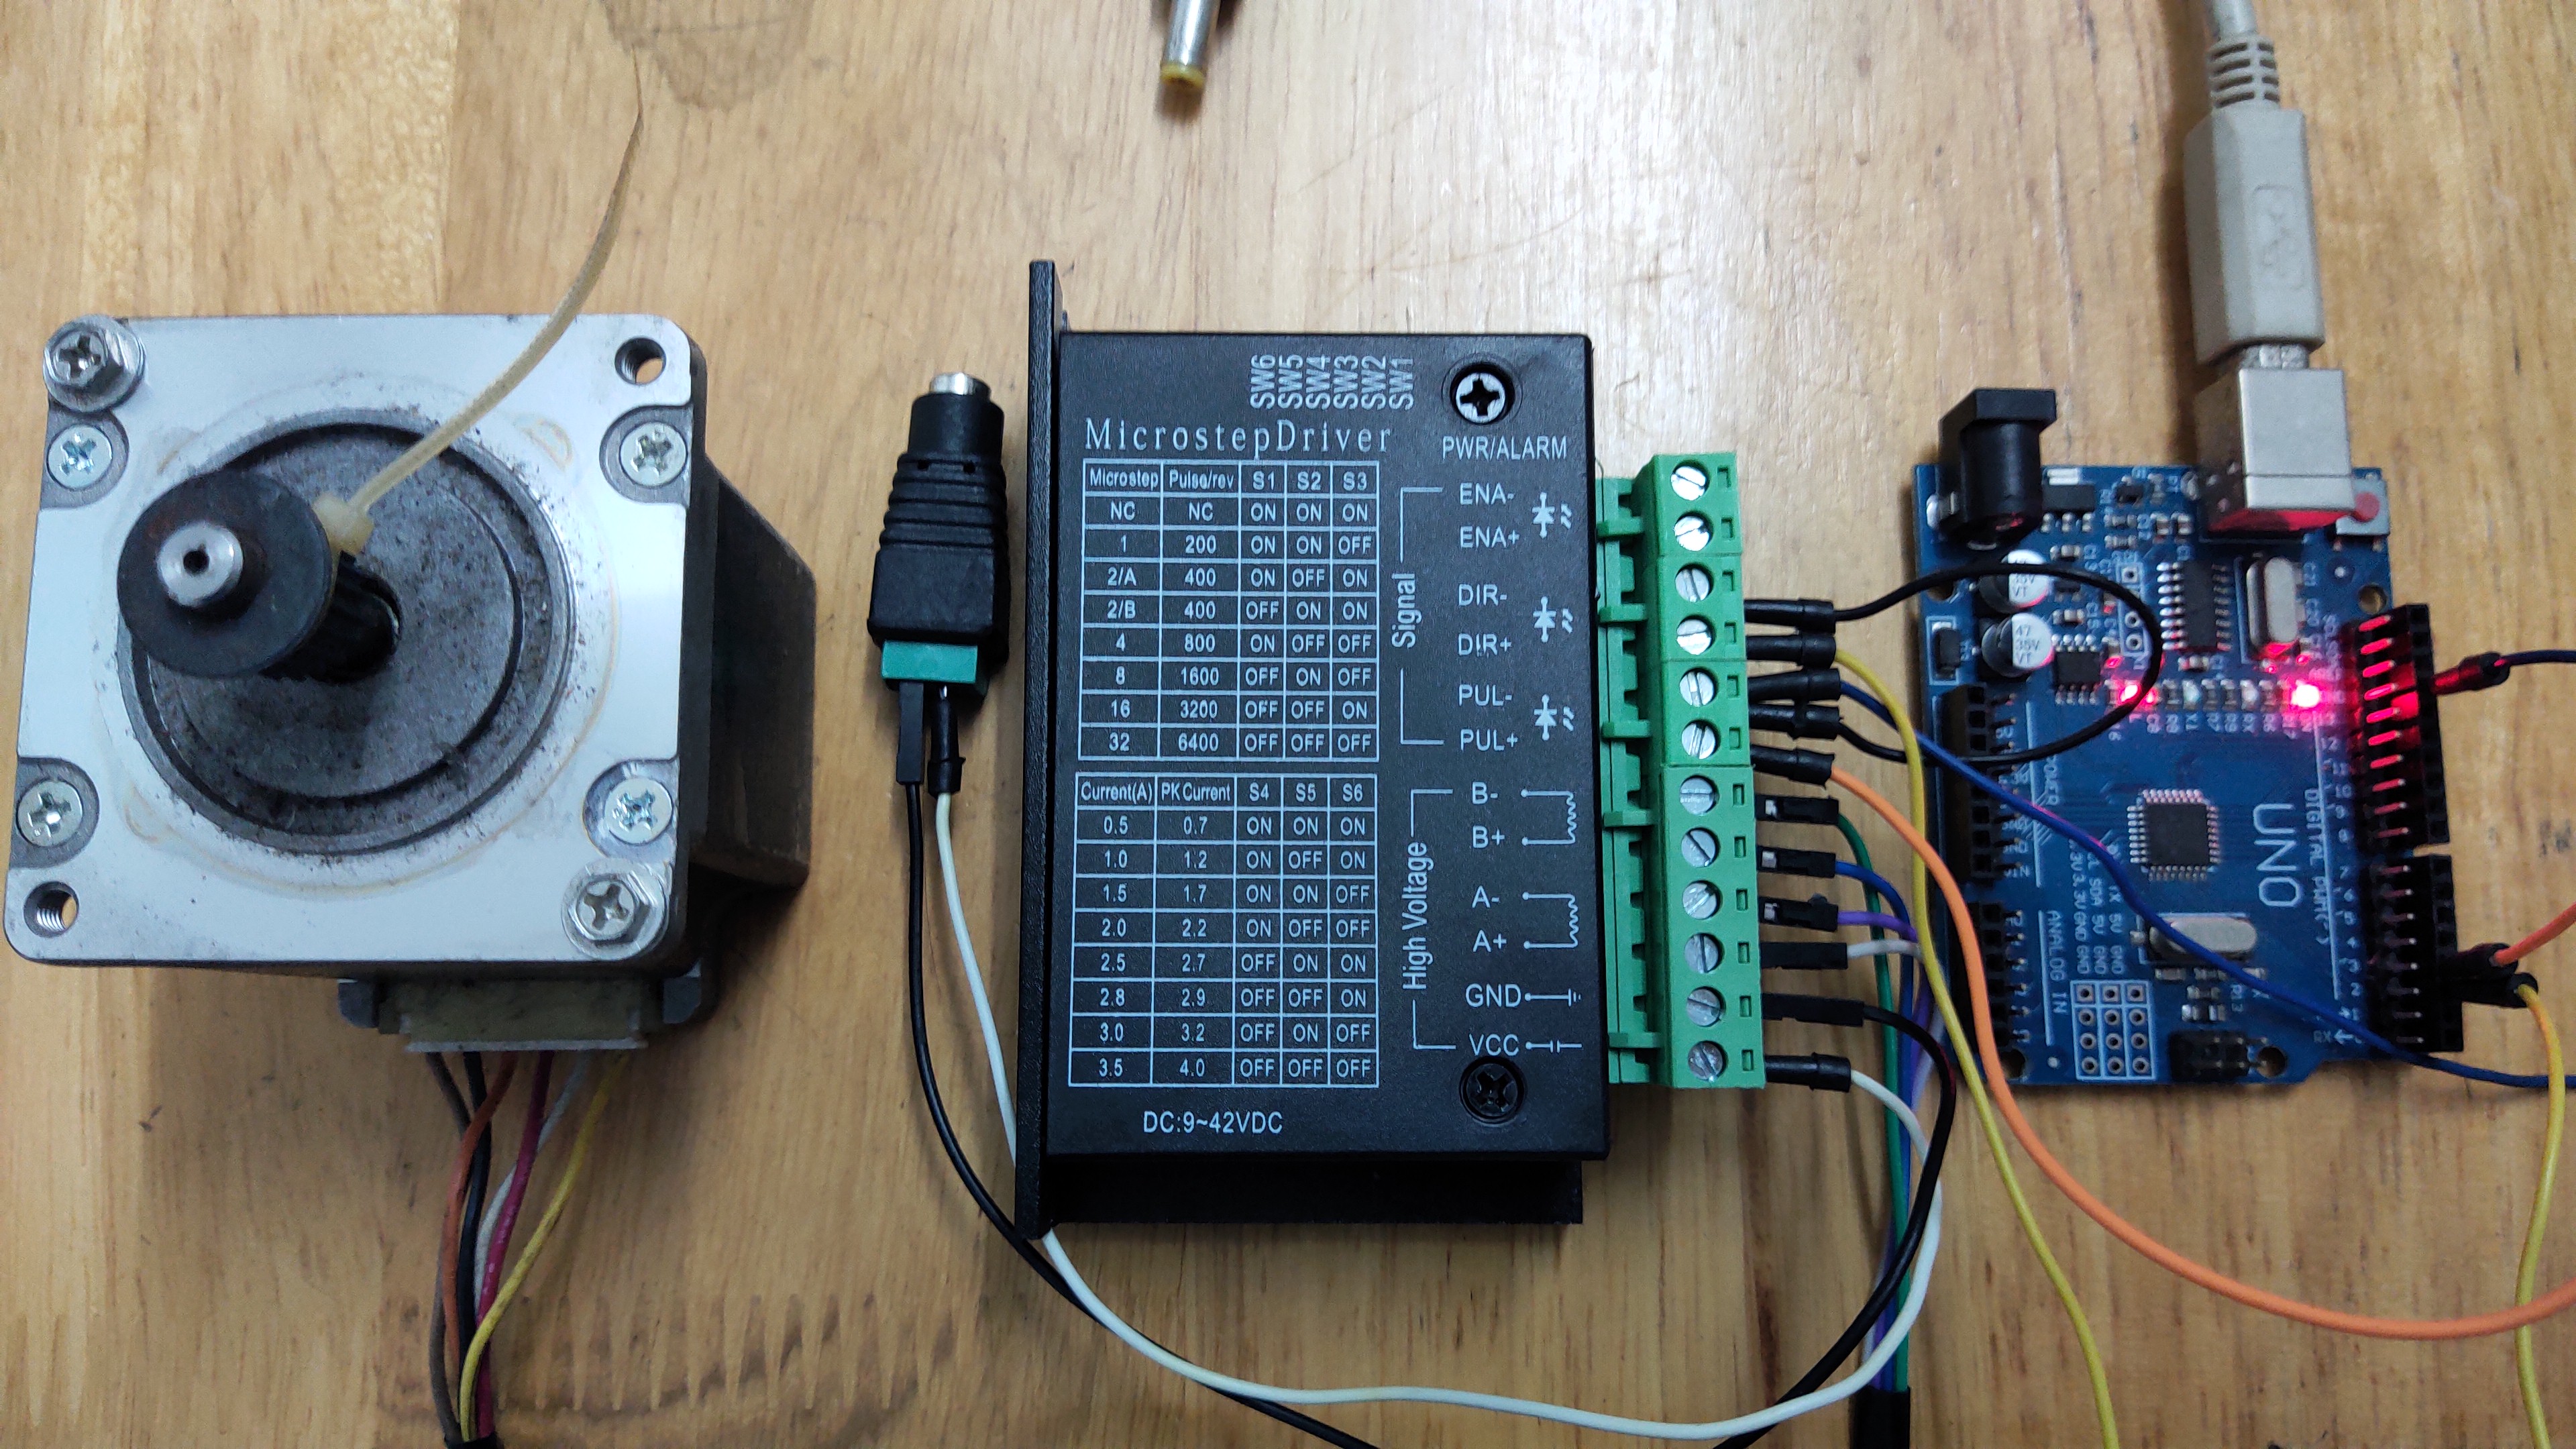 MicrostepDriver
SW6
SW5
SW4
SW3
SW2
SW1
PWR/ALARM
Microstep Pulse/rev S1 S2 S3
NC NC ON ON ON
1 200 ON ON OFF
2/A 400 ON OFF ON
2/B 400 OFF ON ON
4 800 ON OFF OFF
8 1600 OFF ON OFF
16 3200 OFF OFF ON
32 6400 OFF OFF OFF
Current(A) PK Current S4 S5 S6
0.5 0.7 ON ON ON
1.0 1.2 ON OFF ON
1.5 1.7 ON ON OFF
2.0 2.2 ON OFF OFF
2.5 2.7 OFF ON ON
2.8 2.9 OFF OFF ON
3.0 3.2 OFF ON OFF
3.5 4.0 OFF OFF OFF
DC:9~42VDC
High Voltage
Signal
VCC
GND
A+
A-
B+
B-
PUL+
PUL-
DIR+
DIR-
ENA+
ENA-
47
35V
VT
ANALOG IN
POWER
UNO
DIGITAL PWM(~)